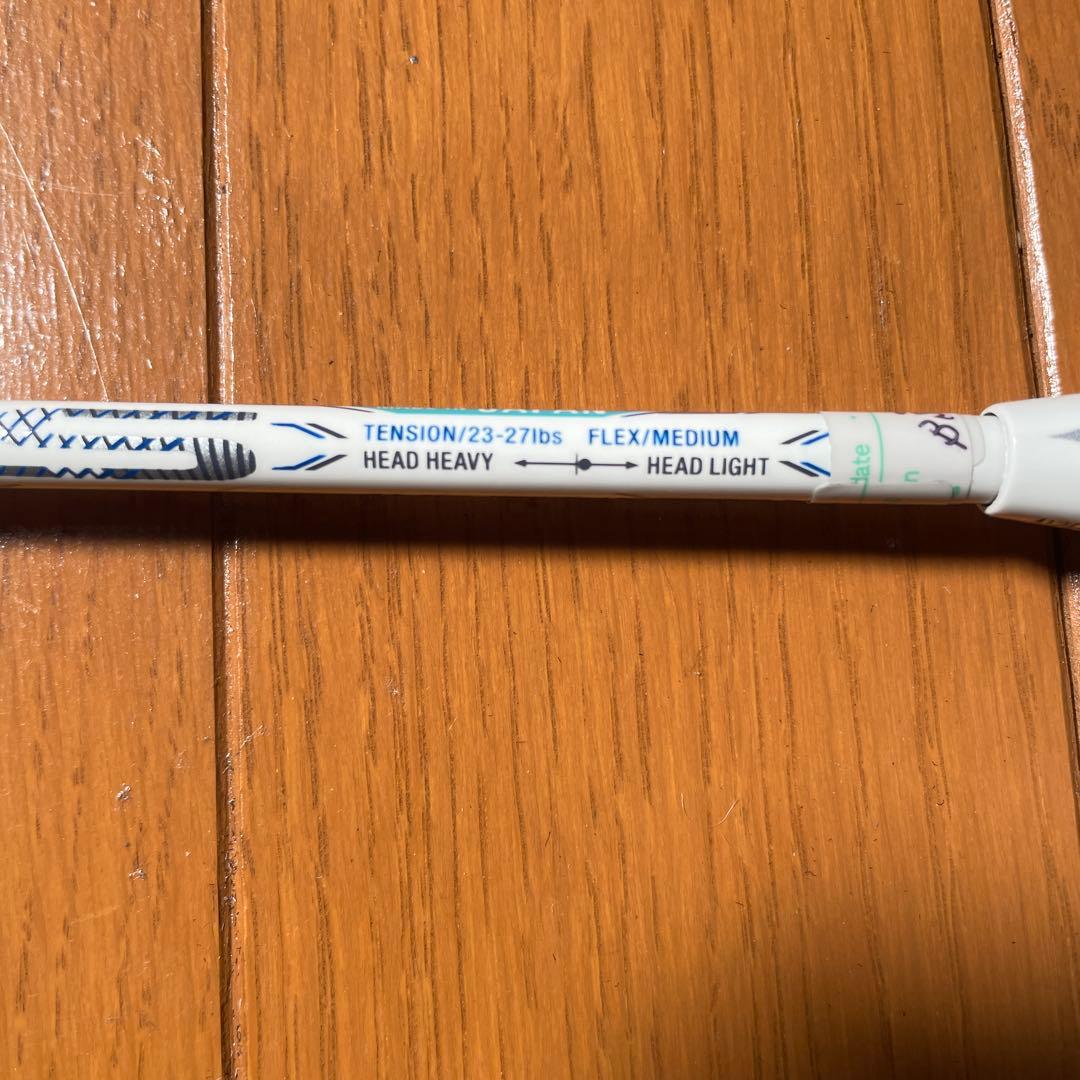 TENSION/23-27lbs FLEX/MEDIUM
HEAD HEAVY HEAD LIGHT
date
n